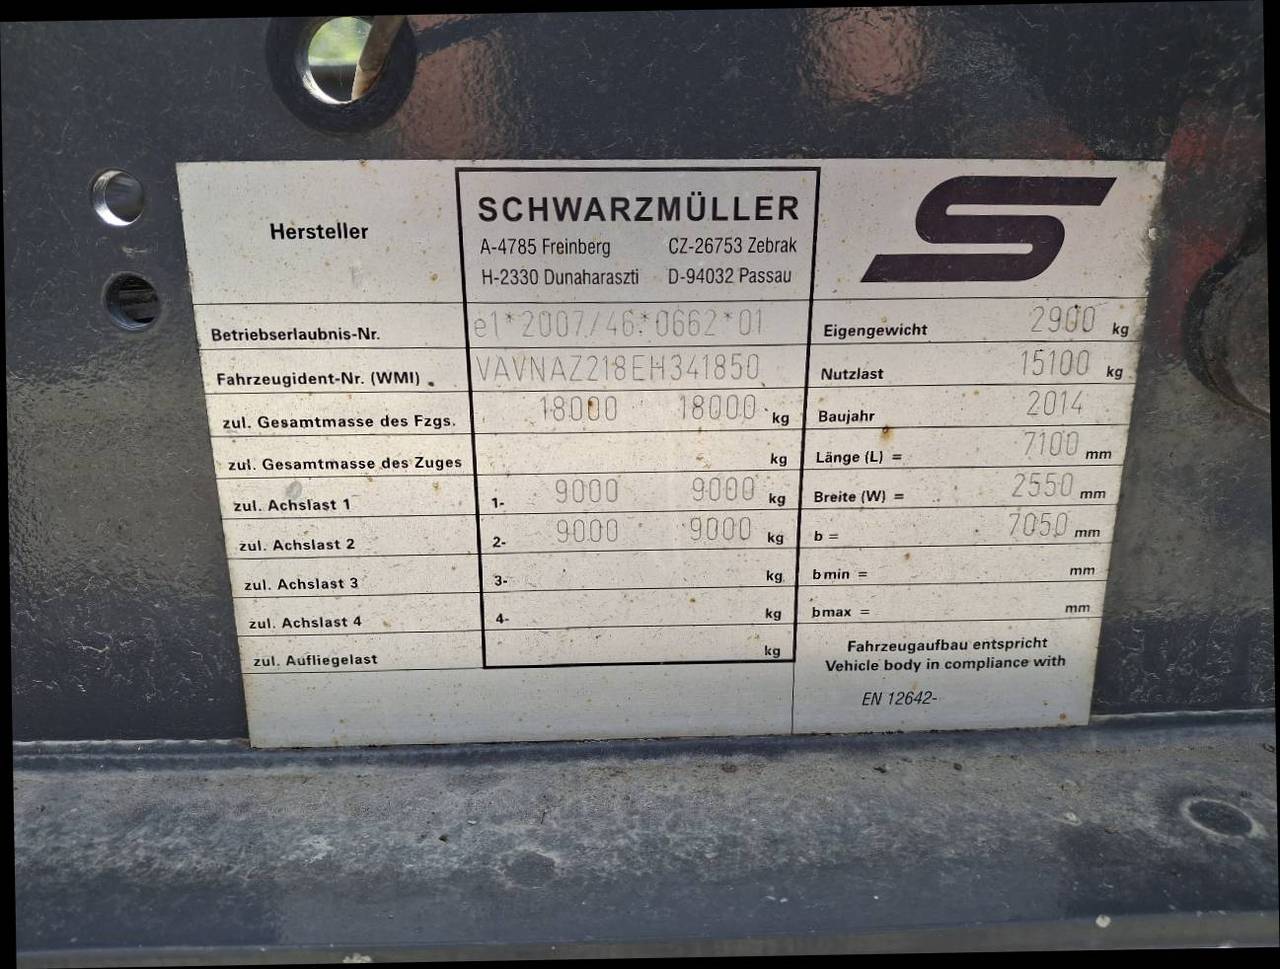 Hersteller
SCHWARZMÜLLER
A-4785 Freinberg CZ-26753 Zebrak
H-2330 Dunaharaszti D-94032 Passau
Betriebserlaubnis-Nr. e1*2007/46*0662*01
Fahrzeugident-Nr. (WMI) VAVNAZ218EH341850
zul. Gesamtmasse des Fzgs. 18000 18000 kg
zul. Gesamtmasse des Zuges kg
zul. Achslast 1 1- 9000 9000 kg
zul. Achslast 2 2- 9000 9000 kg
zul. Achslast 3 3- kg
zul. Achslast 4 4- kg
zul. Aufliegelast kg
Eigengewicht 2900 kg
Nutzlast 15100 kg
Baujahr 2014
Länge (L) = 7100 mm
Breite (W) = 2550 mm
b = 7050 mm
bmin = mm
bmax = mm
Fahrzeugaufbau entspricht
Vehicle body in compliance with
EN 12642-